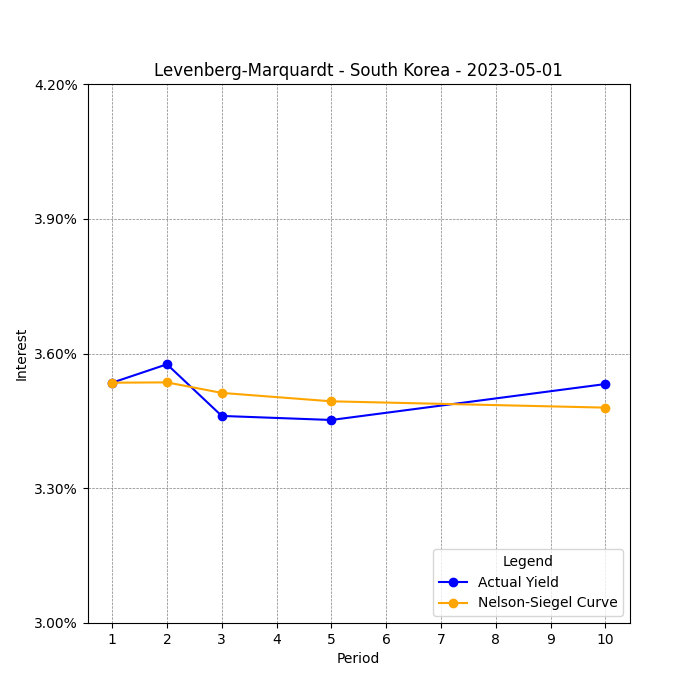 Levenberg-Marquardt - South Korea - 2023-05-01
4.20%
3.90%
3.60%
3.30%
3.00%
Interest
1 2 3 4 5 6 7 8 9 10
Period
Legend
Actual Yield
Nelson-Siegel Curve